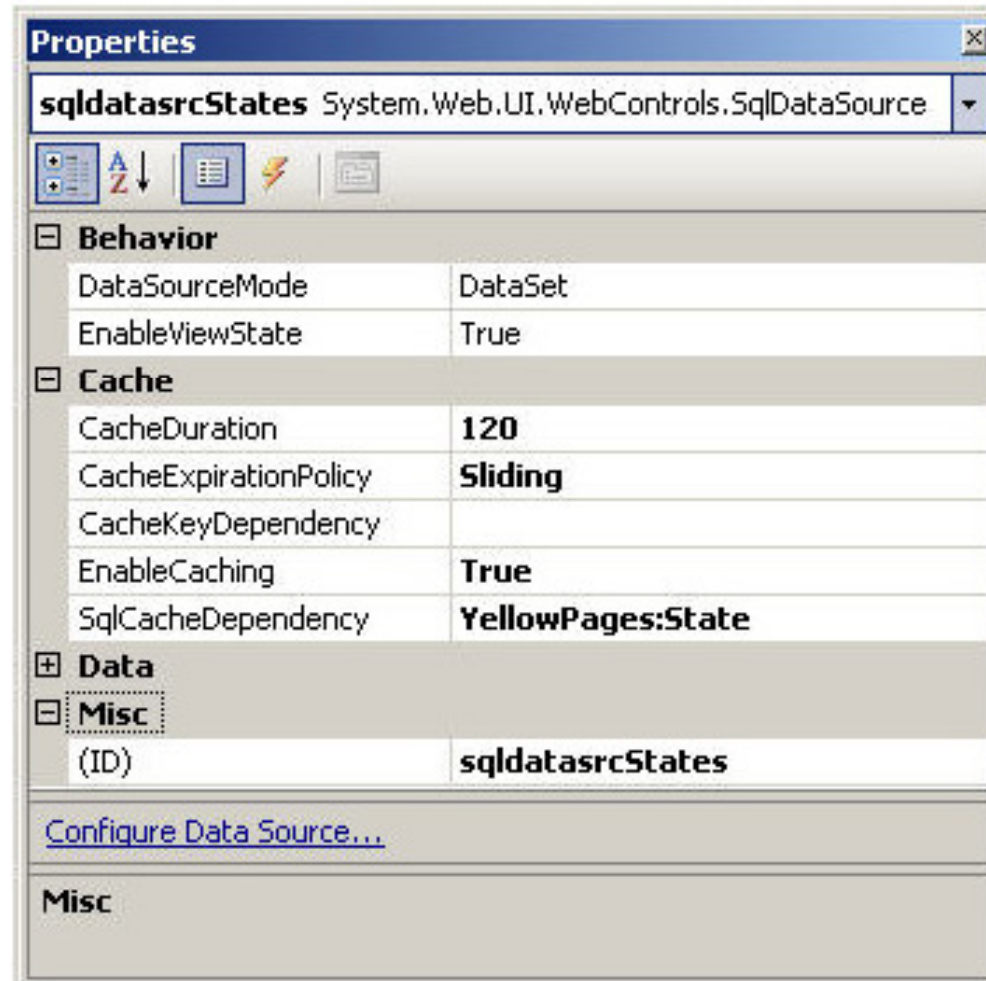 Properties
sqldatasrcStates System.Web.UI.WebControls.SqlDataSource
A
Z
Behavior
DataSourceMode DataSet
EnableViewState True
Cache
CacheDuration 120
CacheExpirationPolicy Sliding
CacheKeyDependency
EnableCaching True
SqlCacheDependency YellowPages:State
Data
Misc
(ID) sqldatasrcStates
Configure Data Source...
Misc